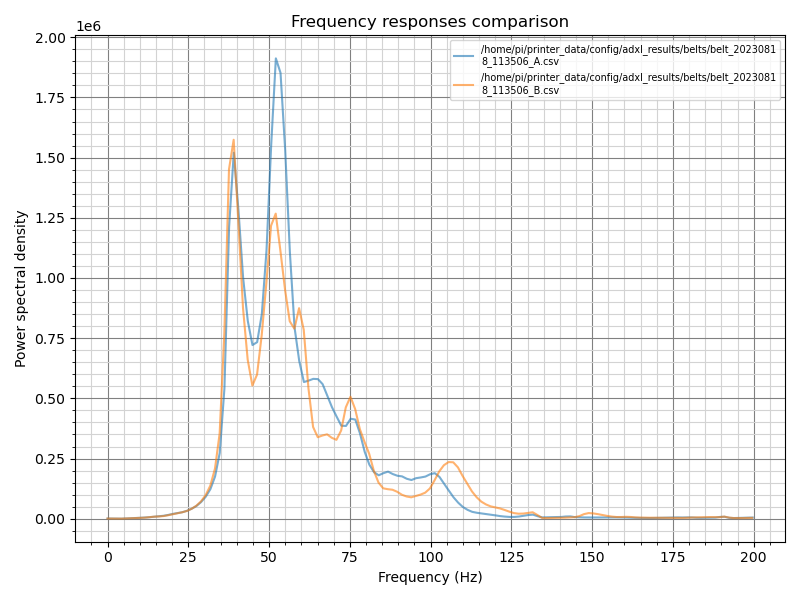 Frequency responses comparison
1e6
/home/pi/printer_data/config/adxl_results/belts/belt_2023081
8_113506_A.csv
/home/pi/printer_data/config/adxl_results/belts/belt_2023081
8_113506_B.csv
2.00
1.75
1.50
1.25
1.00
0.75
0.50
0.25
0.00
Power spectral density
0 25 50 75 100 125 150 175 200
Frequency (Hz)